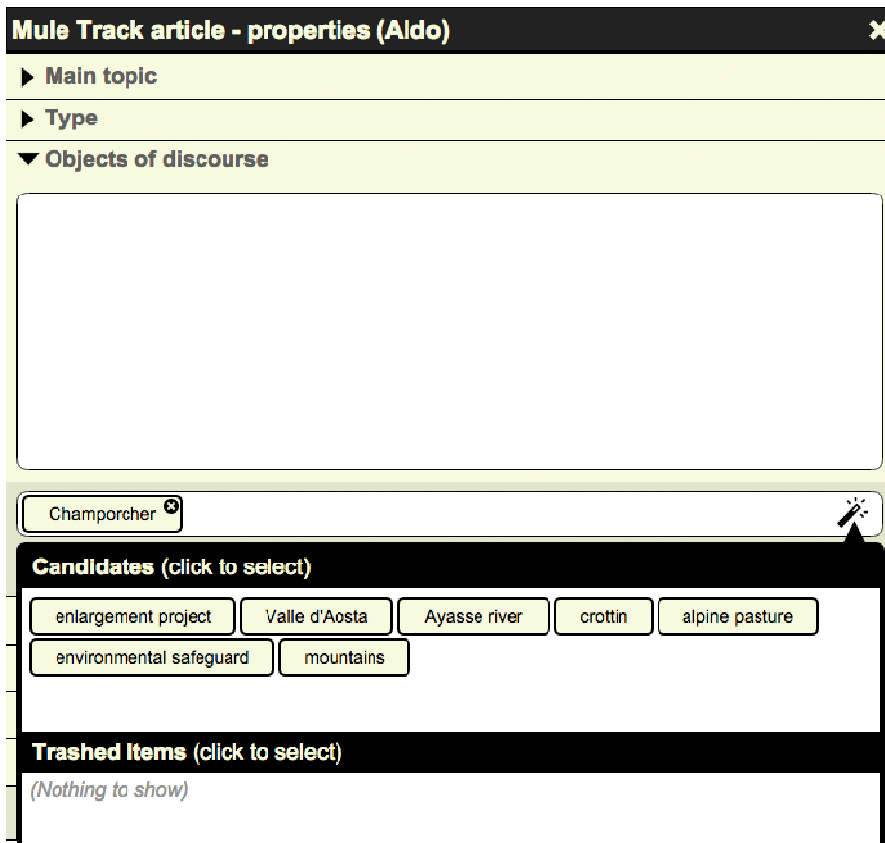 Mule Track article - properties (Aldo)
Main topic
Type
Objects of discourse
Champorcher
Candidates (click to select)
enlargement project Valle d'Aosta Ayasse river crottin alpine pasture
environmental safeguard mountains
Trashed Items (click to select)
(Nothing to show)